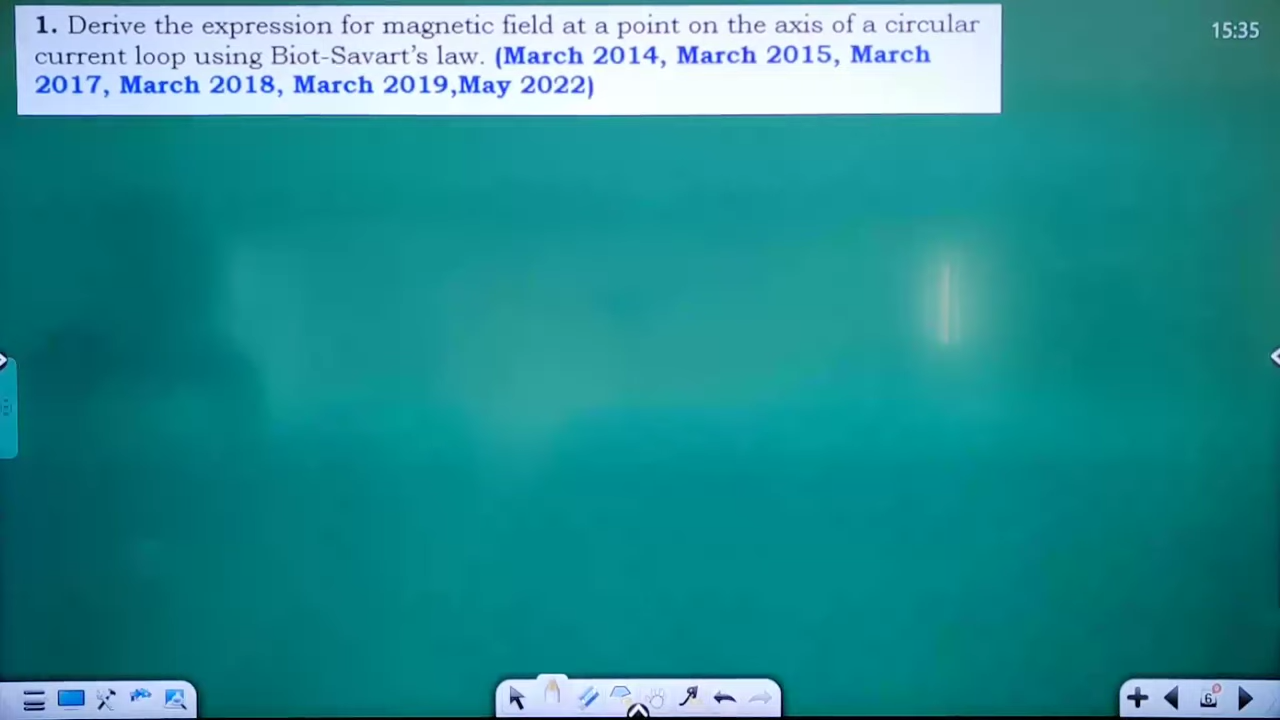 1. Derive the expression for magnetic field at a point on the axis of a circular
current loop using Biot-Savart's law. (March 2014, March 2015, March
2017, March 2018, March 2019,May 2022)
15:35
6